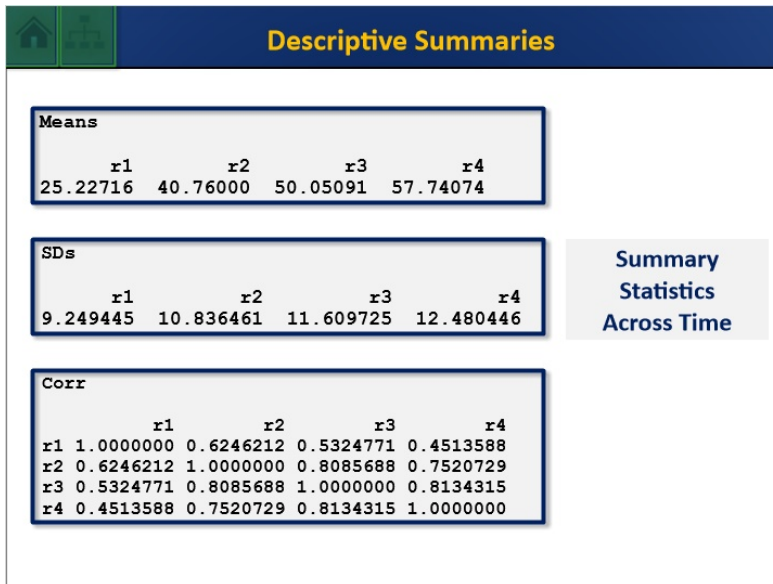 Descriptive Summaries
Means
r1 r2 r3 r4
25.22716 40.76000 50.05091 57.74074
SDs
r1 r2 r3 r4
9.249445 10.836461 11.609725 12.480446
Summary
Statistics
Across Time
Corr
r1 r2 r3 r4
r1 1.0000000 0.6246212 0.5324771 0.4513588
r2 0.6246212 1.0000000 0.8085688 0.7520729
r3 0.5324771 0.8085688 1.0000000 0.8134315
r4 0.4513588 0.7520729 0.8134315 1.0000000